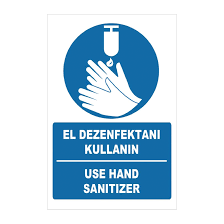 EL DEZENFEKTANI
KULLANIN
USE HAND
SANITIZER